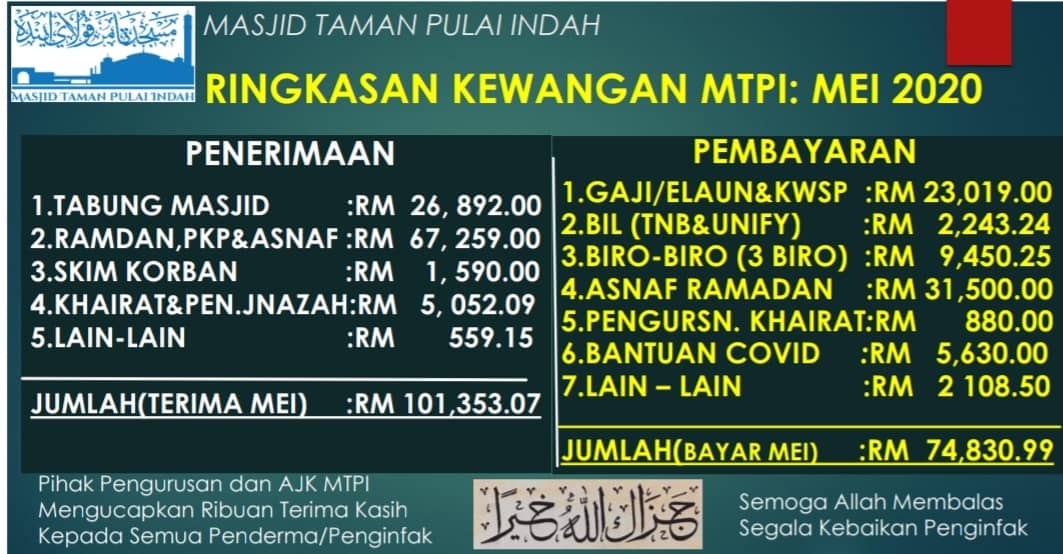 مسجد تامن ڤولاي اينده
MASJID TAMAN PULAI INDAH
MASJID TAMAN PULAI INDAH
RINGKASAN KEWANGAN MTPI: MEI 2020
PENERIMAAN
1.TABUNG MASJID :RM 26, 892.00
2.RAMDAN,PKP&ASNAF :RM 67, 259.00
3.SKIM KORBAN :RM 1, 590.00
4.KHAIRAT&PEN.JNAZAH:RM 5, 052.09
5.LAIN-LAIN :RM 559.15
JUMLAH(TERIMA MEI) :RM 101,353.07
PEMBAYARAN
1.GAJI/ELAUN&KWSP :RM 23,019.00
2.BIL (TNB&UNIFY) :RM 2,243.24
3.BIRO-BIRO (3 BIRO) :RM 9,450.25
4.ASNAF RAMADAN :RM 31,500.00
5.PENGURSN. KHAIRAT:RM 880.00
6.BANTUAN COVID :RM 5,630.00
7.LAIN – LAIN :RM 2 108.50
JUMLAH(BAYAR MEI) :RM 74,830.99
Pihak Pengurusan dan AJK MTPI
Mengucapkan Ribuan Terima Kasih
Kepada Semua Penderma/Penginfak
جزاك الله خيرا
Semoga Allah Membalas
Segala Kebaikan Penginfak